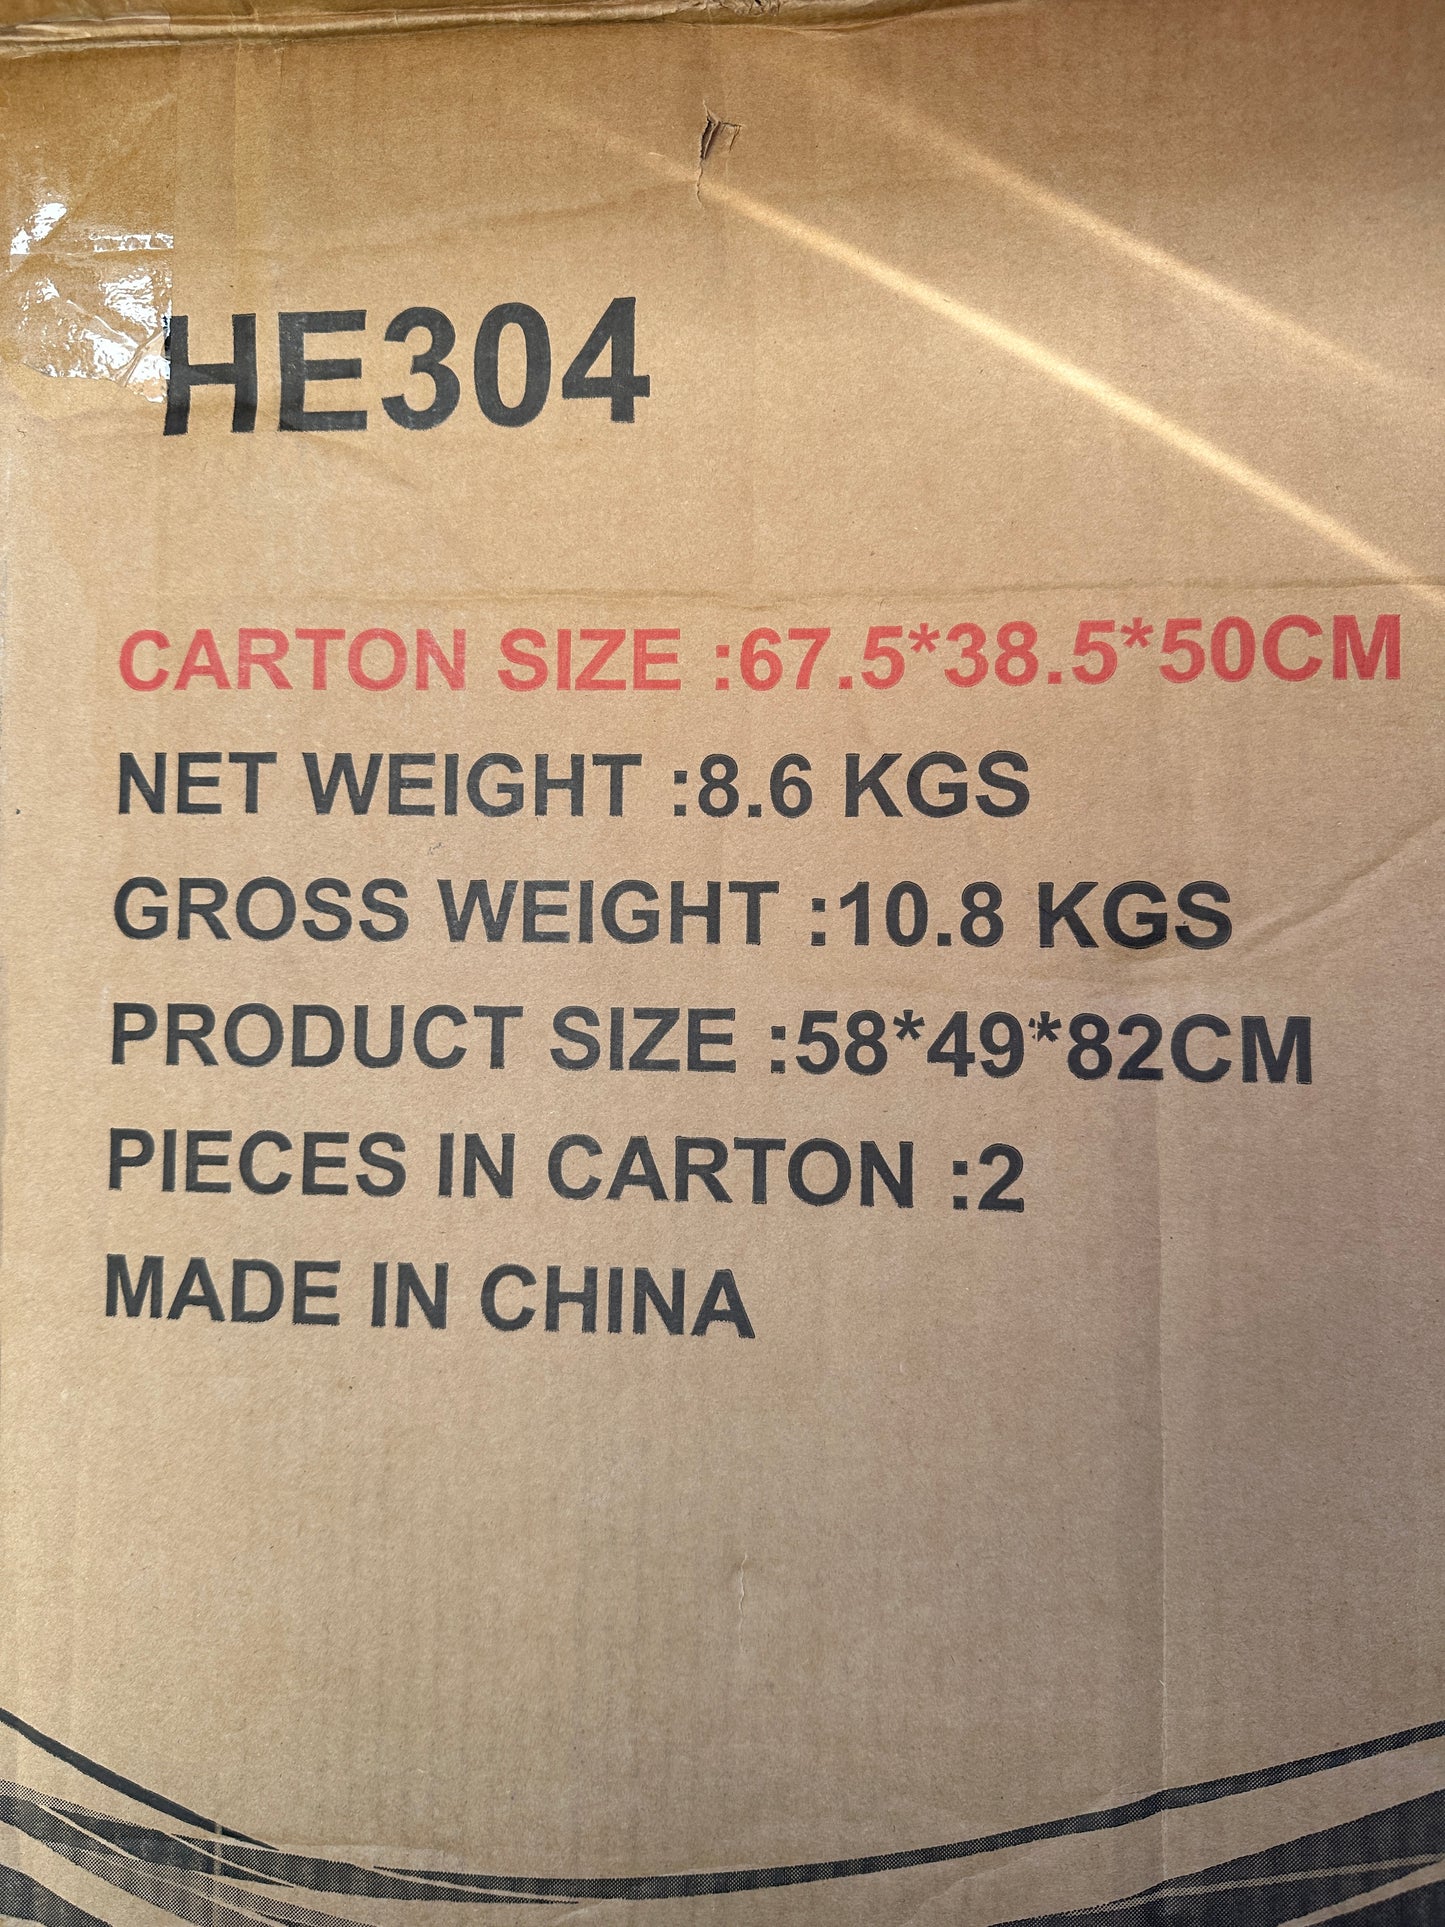 HE304
CARTON SIZE :67.5*38.5*50CM
NET WEIGHT :8.6 KGS
GROSS WEIGHT :10.8 KGS
PRODUCT SIZE :58*49*82CM
PIECES IN CARTON :2
MADE IN CHINA